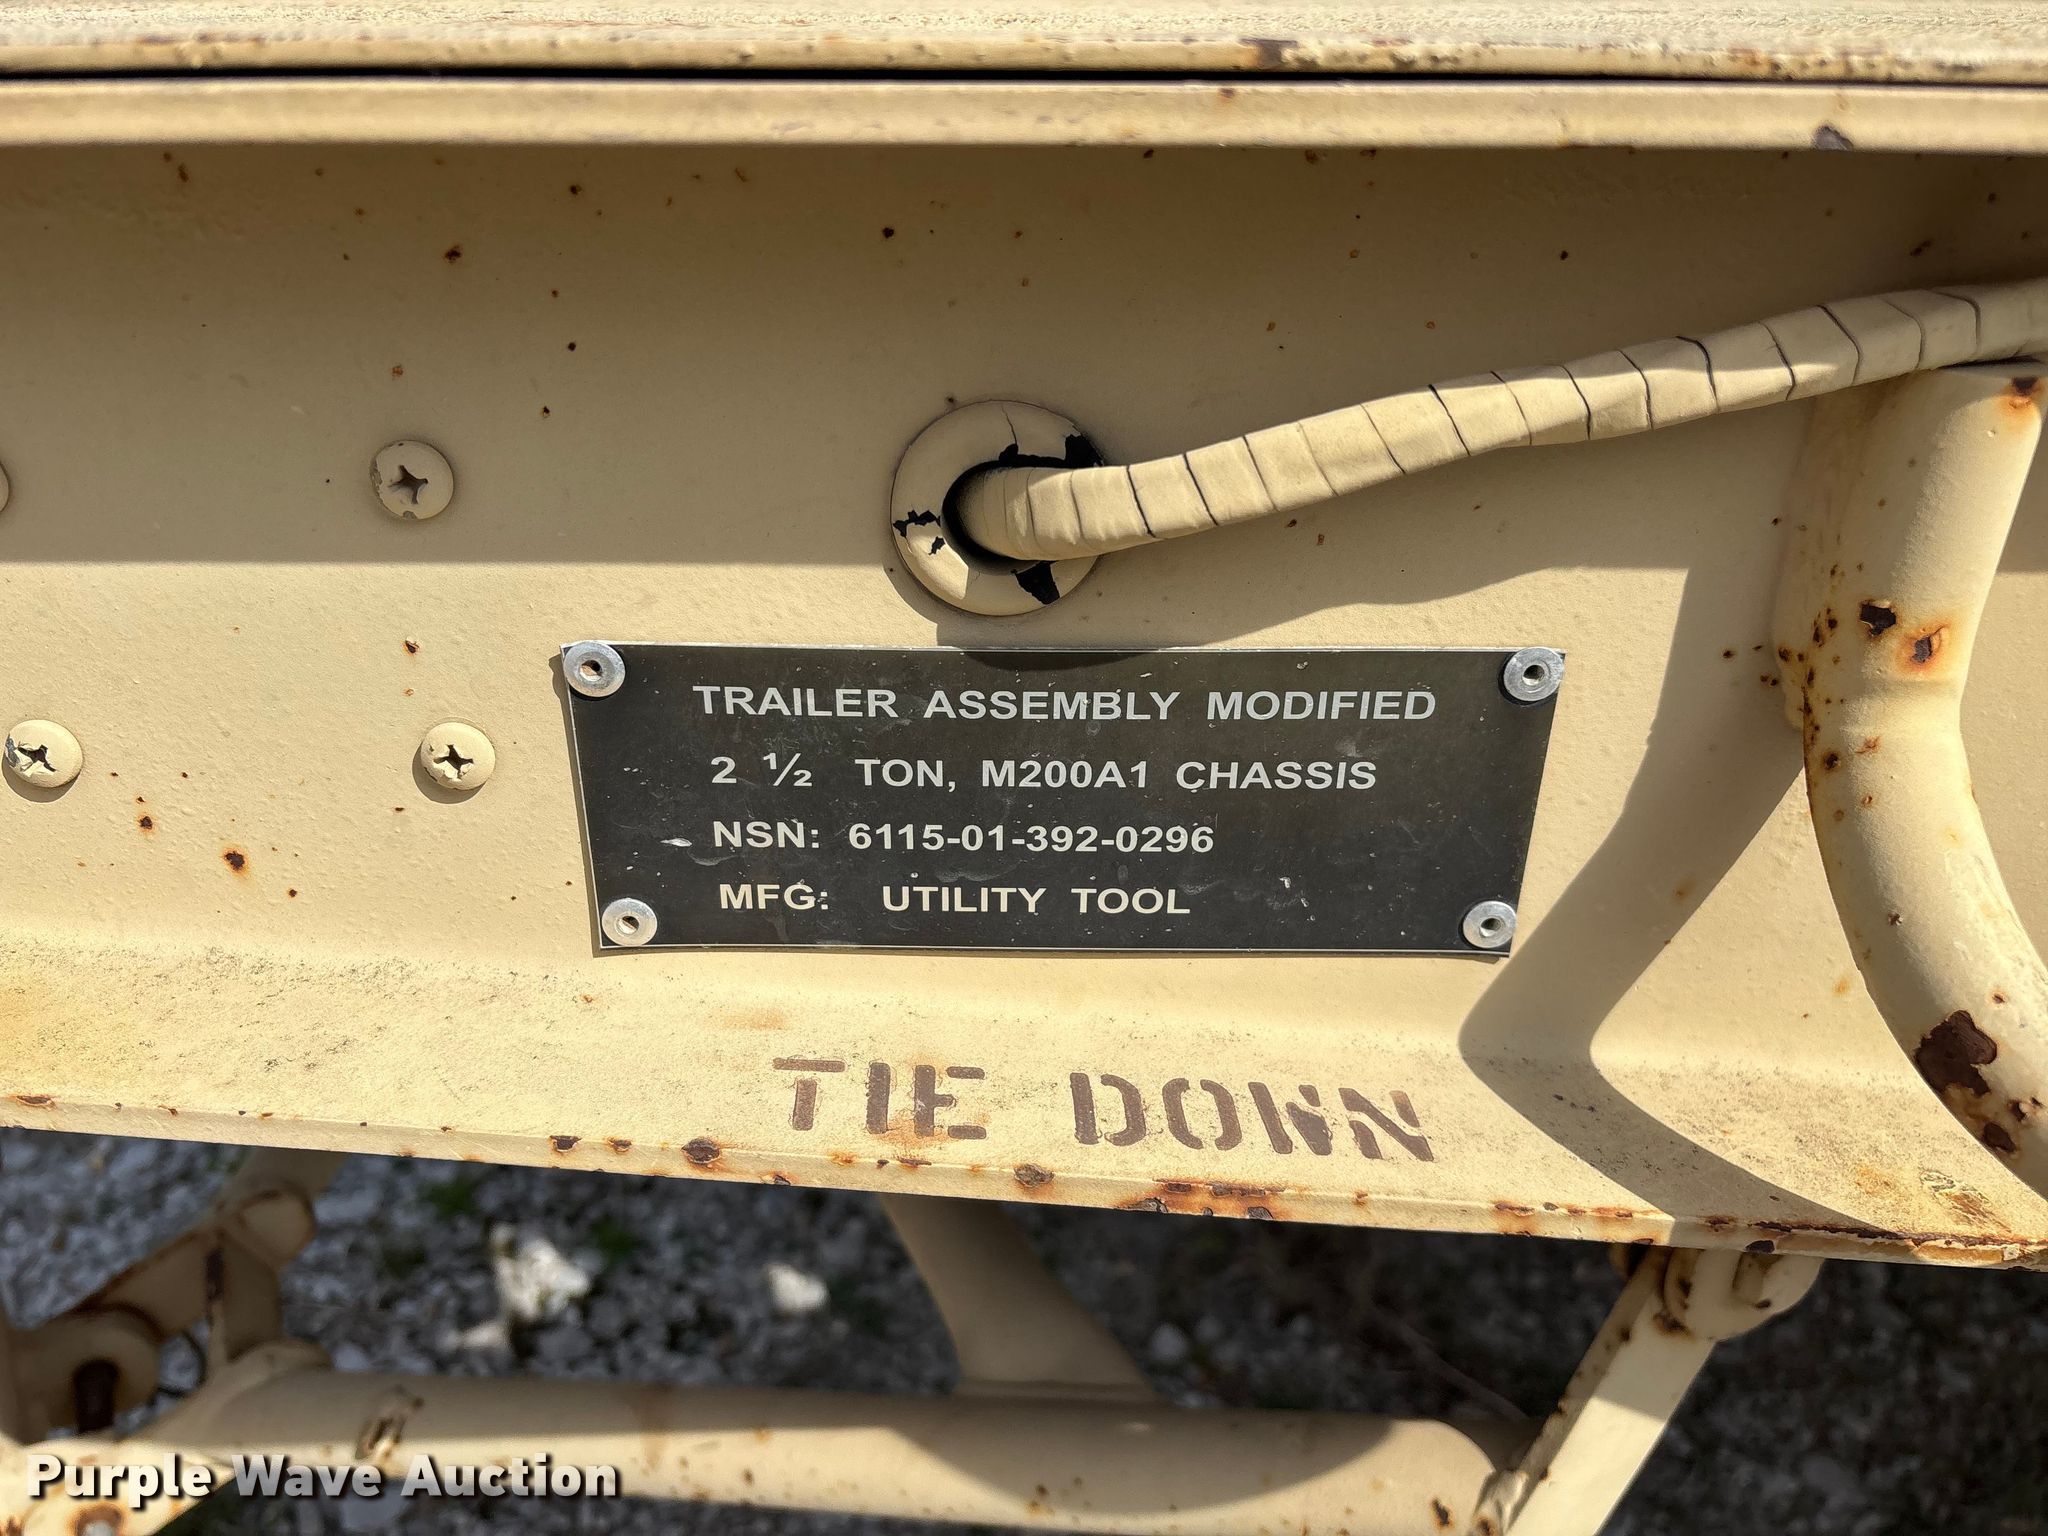 TRAILER ASSEMBLY MODIFIED
2 ½ TON, M200A1 CHASSIS
NSN: 6115-01-392-0296
MFG: UTILITY TOOL
TIE DOWN
Purple Wave Auction